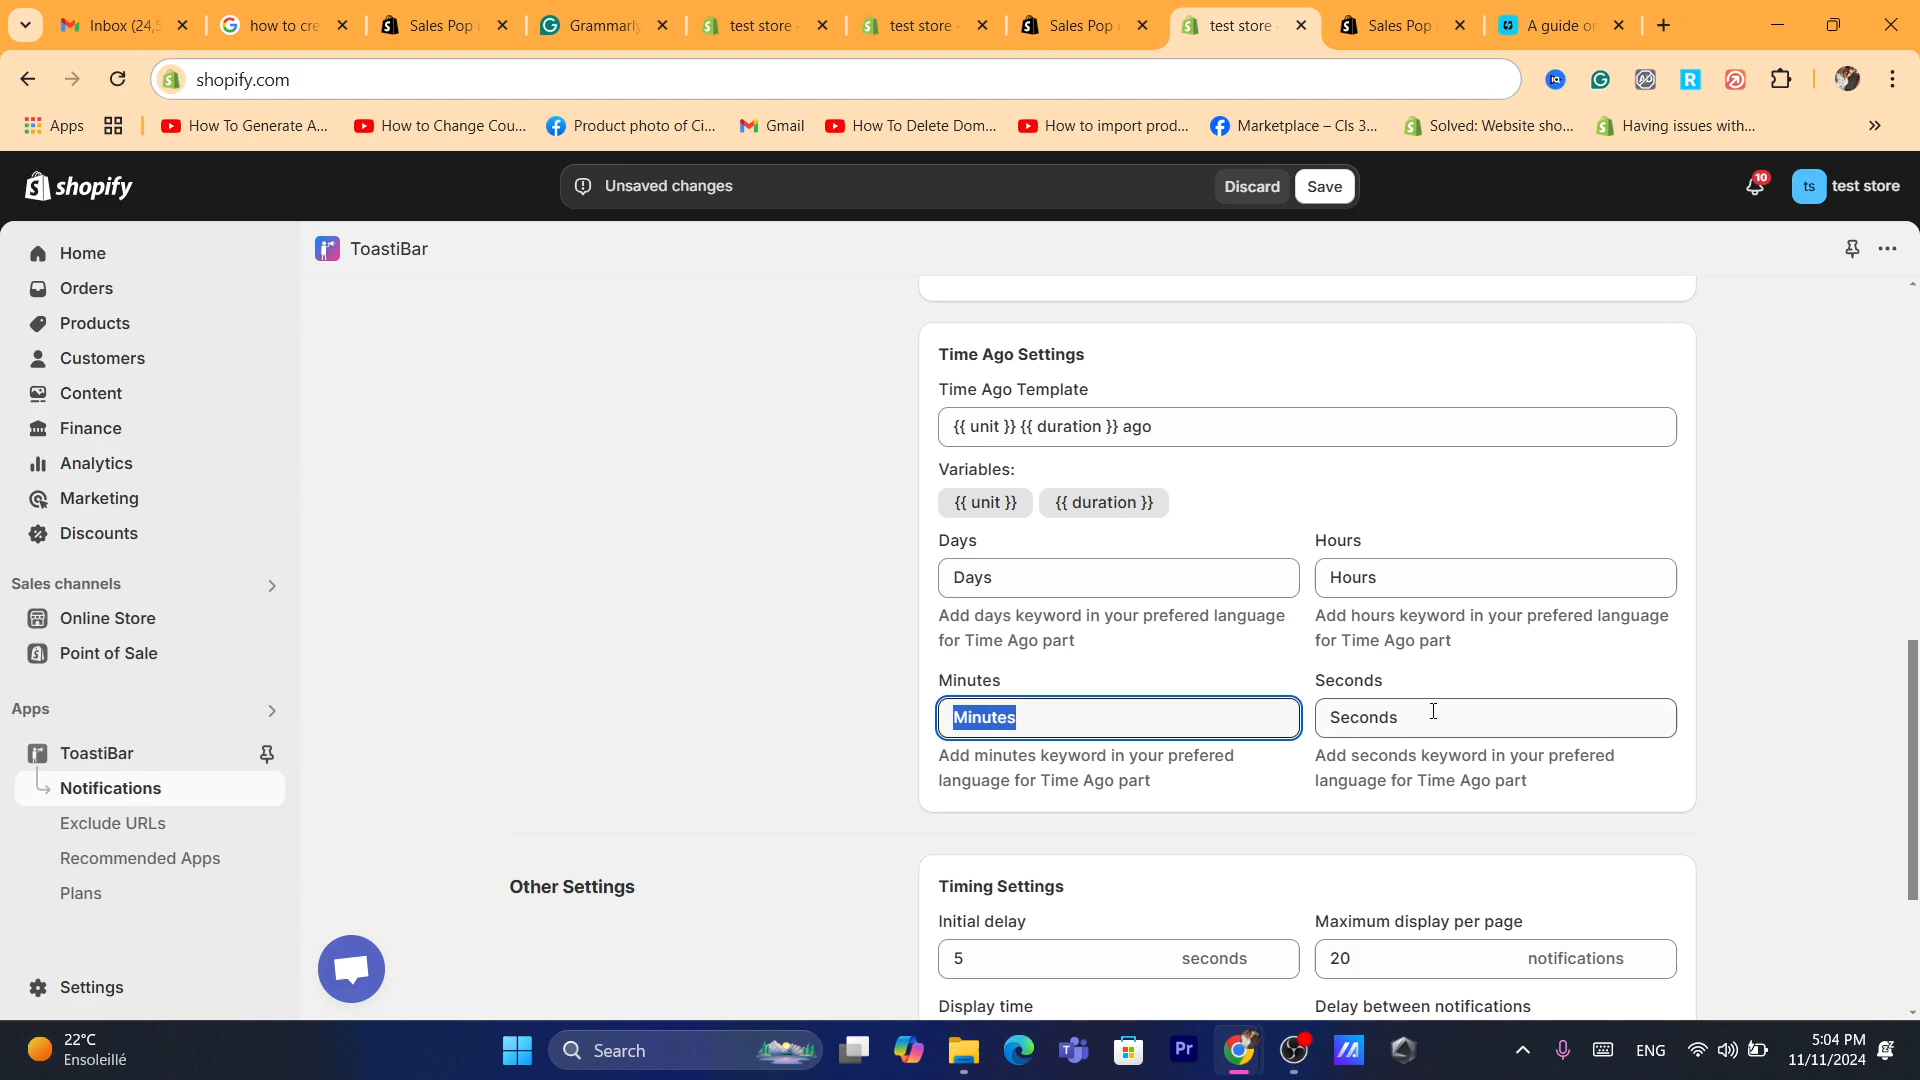 Inbox (24,5
how to cre
Sales Pop
Grammarly
test store -
test store -
Sales Pop
test store -
Sales Pop
A guide on
shopify.com
Apps
How To Generate A...
How to Change Cou...
Product photo of Ci...
Gmail
How To Delete Dom...
How to import prod...
Marketplace – Cls 3...
Solved: Website sho...
Having issues with...
»
shopify
Unsaved changes
Discard
Save
10
ts
test store
Home
Orders
Products
Customers
Content
Finance
Analytics
Marketing
Discounts
Sales channels
Online Store
Point of Sale
Apps
ToastiBar
Notifications
Exclude URLs
Recommended Apps
Plans
Settings
ToastiBar
Time Ago Settings
Time Ago Template
{{ unit }} {{ duration }} ago
Variables:
{{ unit }}
{{ duration }}
Days
Hours
Days
Hours
Add days keyword in your prefered language
for Time Ago part
Add hours keyword in your prefered language
for Time Ago part
Minutes
Seconds
Minutes
Seconds
Add minutes keyword in your prefered
language for Time Ago part
Add seconds keyword in your prefered
language for Time Ago part
Other Settings
Timing Settings
Initial delay
Maximum display per page
5 seconds
20 notifications
Display time
Delay between notifications
22°C
Ensoleillé
Search
Pr
ENG
5:04 PM
11/11/2024